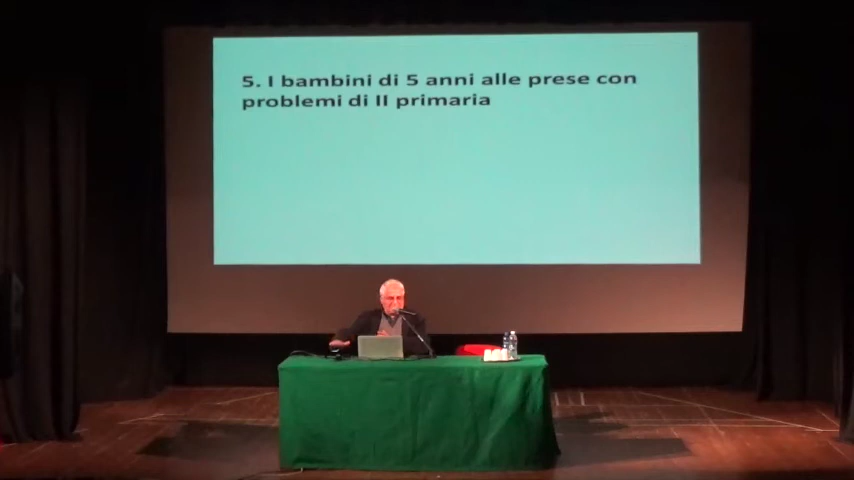 5. I bambini di 5 anni alle prese con
problemi di II primaria